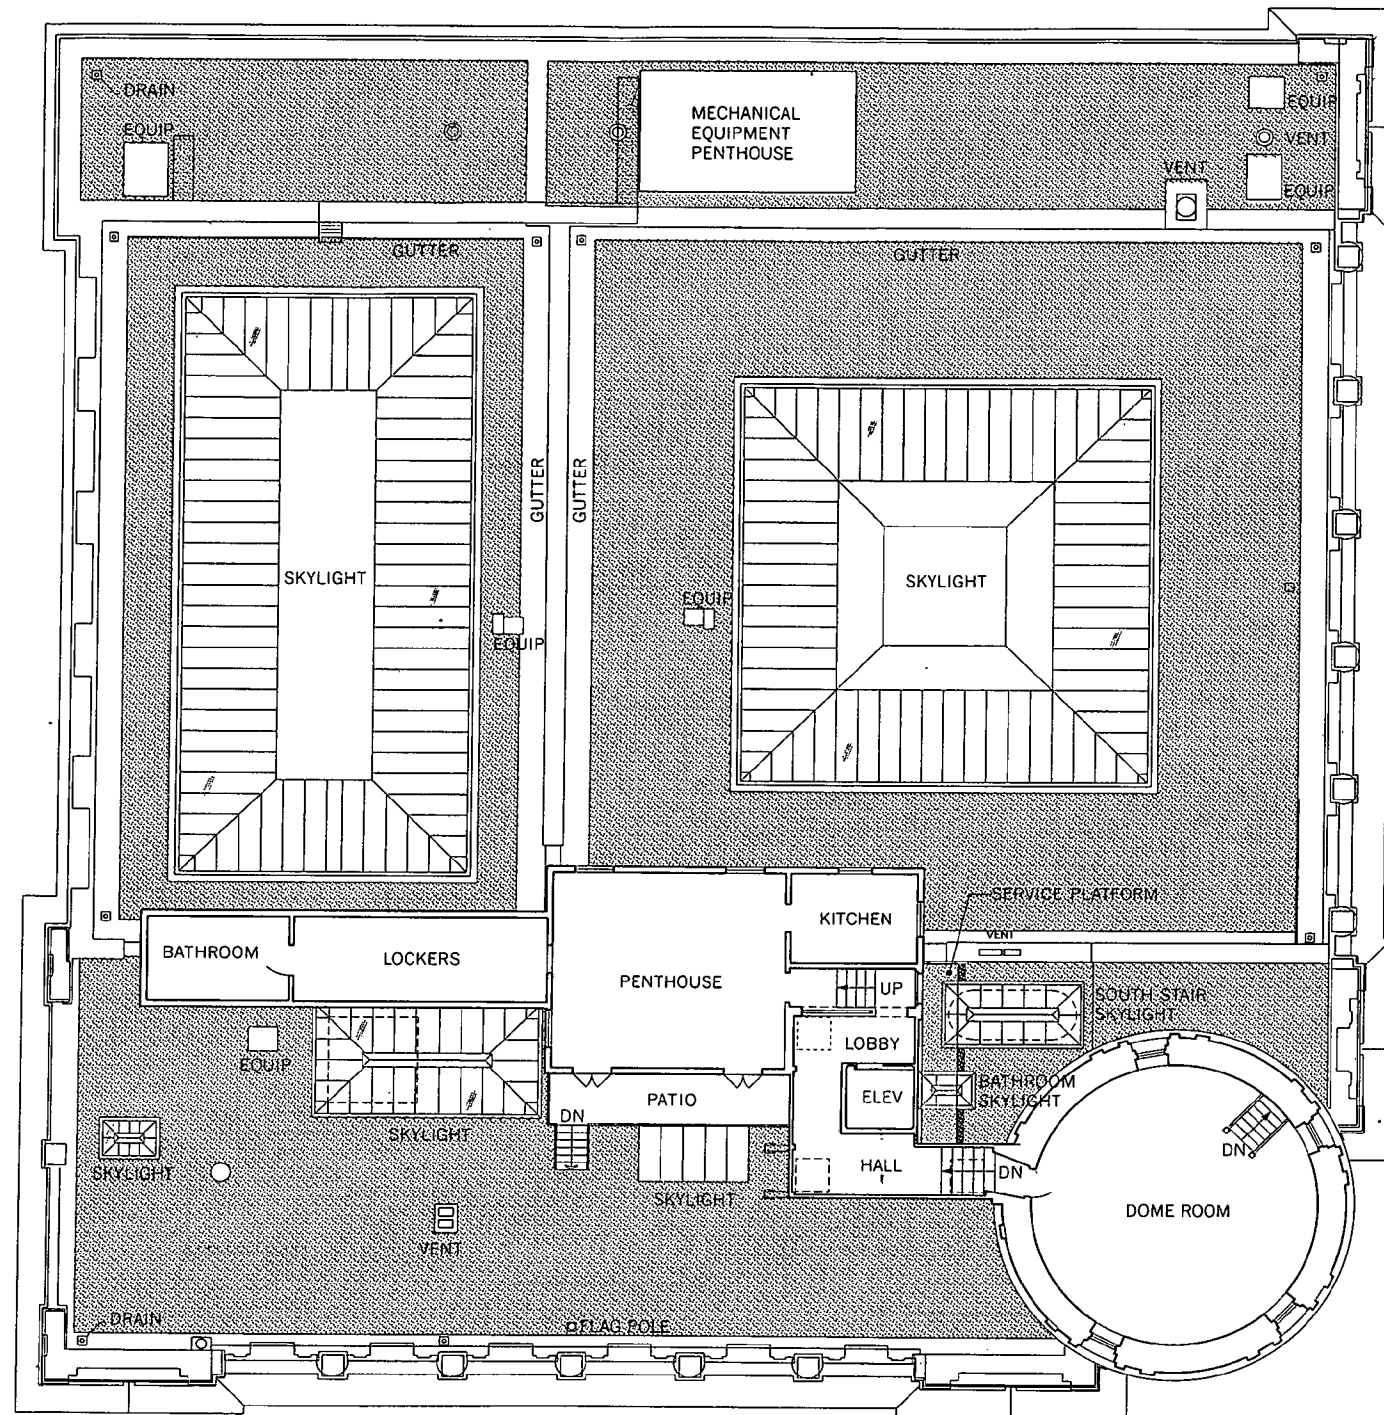 DRAIN
EQUIP
MECHANICAL
EQUIPMENT
PENTHOUSE
EQUIP
VENT
VENT
EQUIP
GUTTER
GUTTER
GUTTER
GUTTER
SKYLIGHT
SKYLIGHT
EQUIP
EQUIP
SERVICE PLATFORM
KITCHEN
VENT
BATHROOM
LOCKERS
PENTHOUSE
UP
SOUTH STAIR
SKYLIGHT
EQUIP
LOBBY
BATHROOM
SKYLIGHT
ELEV
PATIO
DN
SKYLIGHT
DN
SKYLIGHT
SKYLIGHT
HALL
DN
DOME ROOM
VENT
DRAIN
FLAG POLE